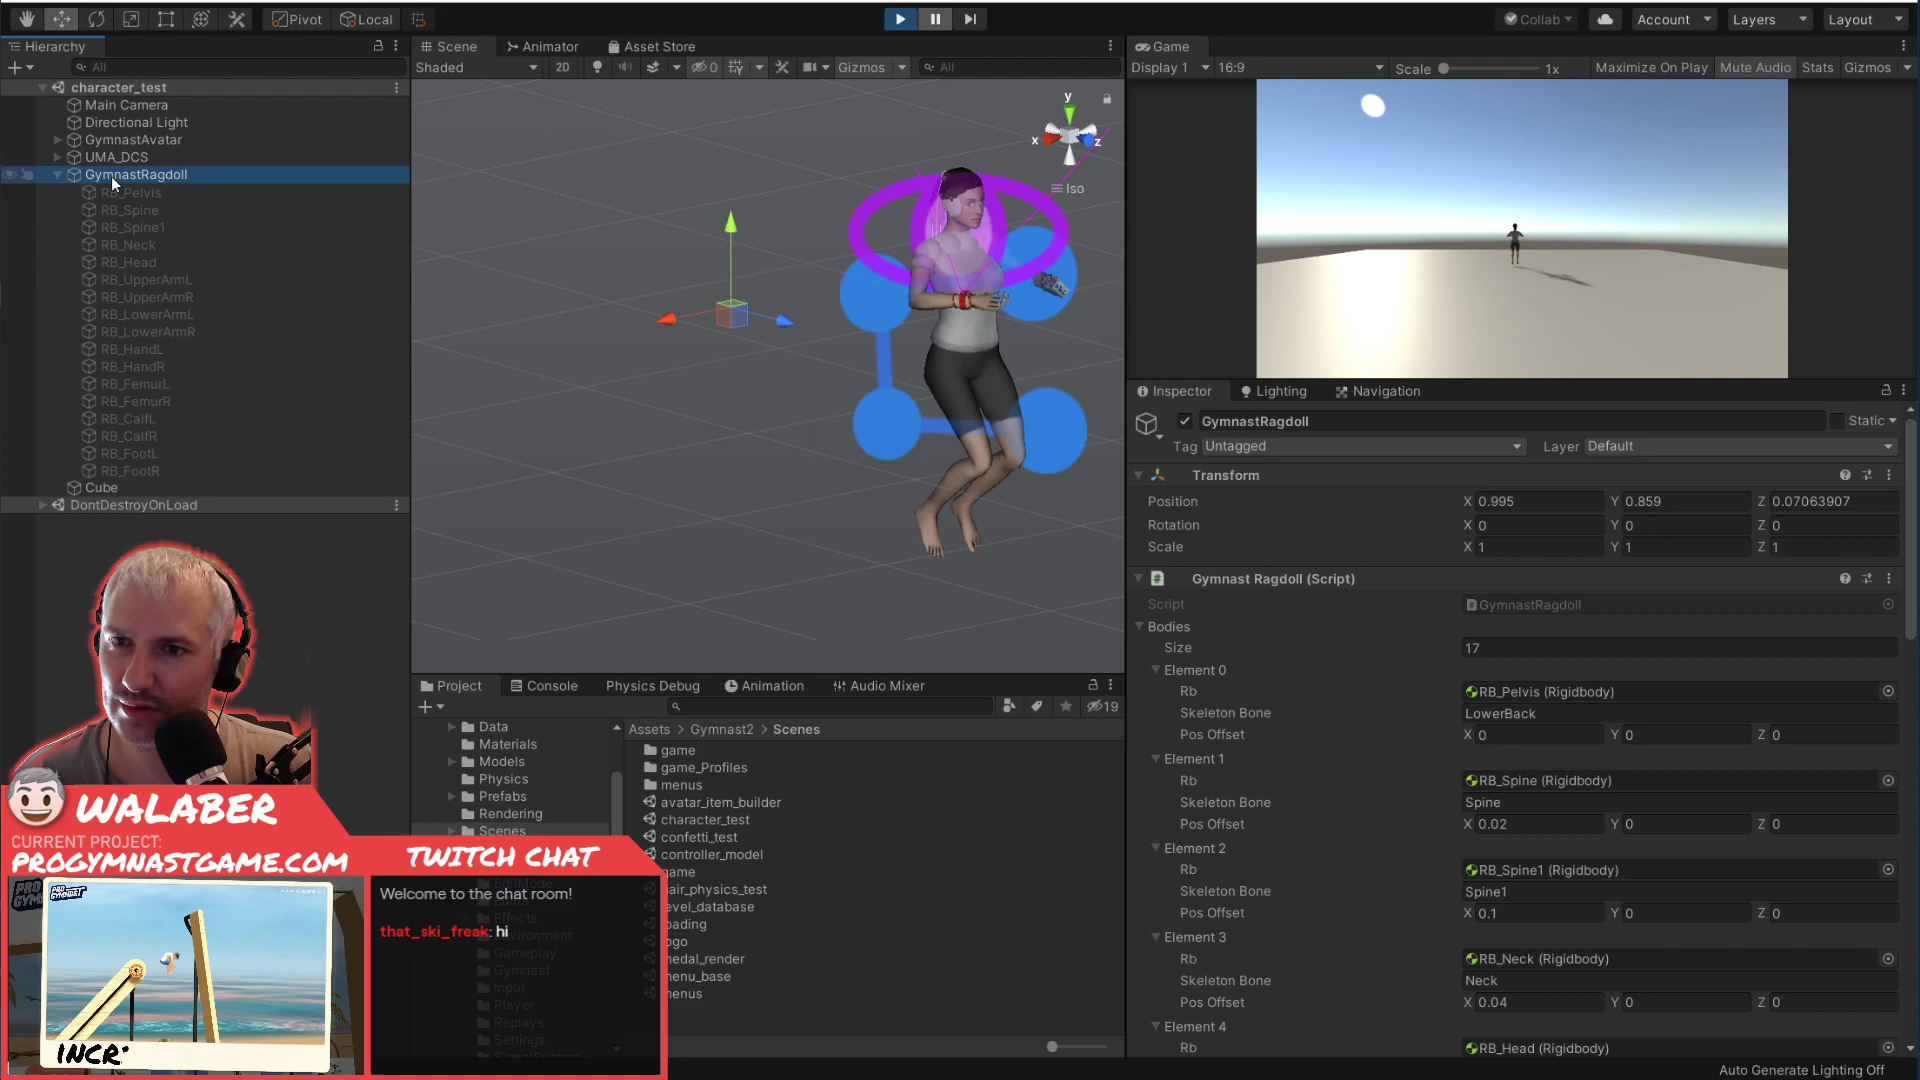 Pivot Local
Collab Account Layers Layout
Hierarchy
All
character_test
Main Camera
Directional Light
GymnastAvatar
UMA_DCS
GymnastRagdoll
RB_Pelvis
RB_Spine
RB_Spine1
RB_Neck
RB_Head
RB_UpperArmL
RB_UpperArmR
RB_LowerArmL
RB_LowerArmR
RB_HandL
RB_HandR
RB_FemurL
RB_FemurR
RB_CalfL
RB_CalfR
RB_FootL
RB_FootR
Cube
DontDestroyOnLoad
Scene Animator Asset Store
Shaded 2D 0 Gizmos All
y
x z
Iso
Game
Display 1 16:9 Scale 1x Maximize On Play Mute Audio Stats Gizmos
Inspector Lighting Navigation
GymnastRagdoll Static
Tag Untagged Layer Default
Transform
Position X 0.995 Y 0.859 Z 0.07063907
Rotation X 0 Y 0 Z 0
Scale X 1 Y 1 Z 1
Gymnast Ragdoll (Script)
Script GymnastRagdoll
Bodies
Size 17
Element 0
Rb RB_Pelvis (Rigidbody)
Skeleton Bone LowerBack
Pos Offset X 0 Y 0 Z 0
Element 1
Rb RB_Spine (Rigidbody)
Skeleton Bone Spine
Pos Offset X 0.02 Y 0 Z 0
Element 2
Rb RB_Spine1 (Rigidbody)
Skeleton Bone Spine1
Pos Offset X 0.1 Y 0 Z 0
Element 3
Rb RB_Neck (Rigidbody)
Skeleton Bone Neck
Pos Offset X 0.04 Y 0 Z 0
Element 4
Rb RB_Head (Rigidbody)
Auto Generate Lighting Off
Project Console Physics Debug Animation Audio Mixer
19
Data
Materials
Models
Physics
Prefabs
Rendering
Scenes
EditMode
Effects
Environment
Gameplay
Gymnast
Input
Player
Replays
Settings
SignalSystem
Assets > Gymnast2 > Scenes
game
game_Profiles
menus
avatar_item_builder
character_test
confetti_test
controller_model
game
hair_physics_test
level_database
loading
logo
medal_render
menu_base
menus
WALABER
CURRENT PROJECT:
PROGYMNASTGAME.COM
INCR
TWITCH CHAT
Welcome to the chat room!
that_ski_freak: hi